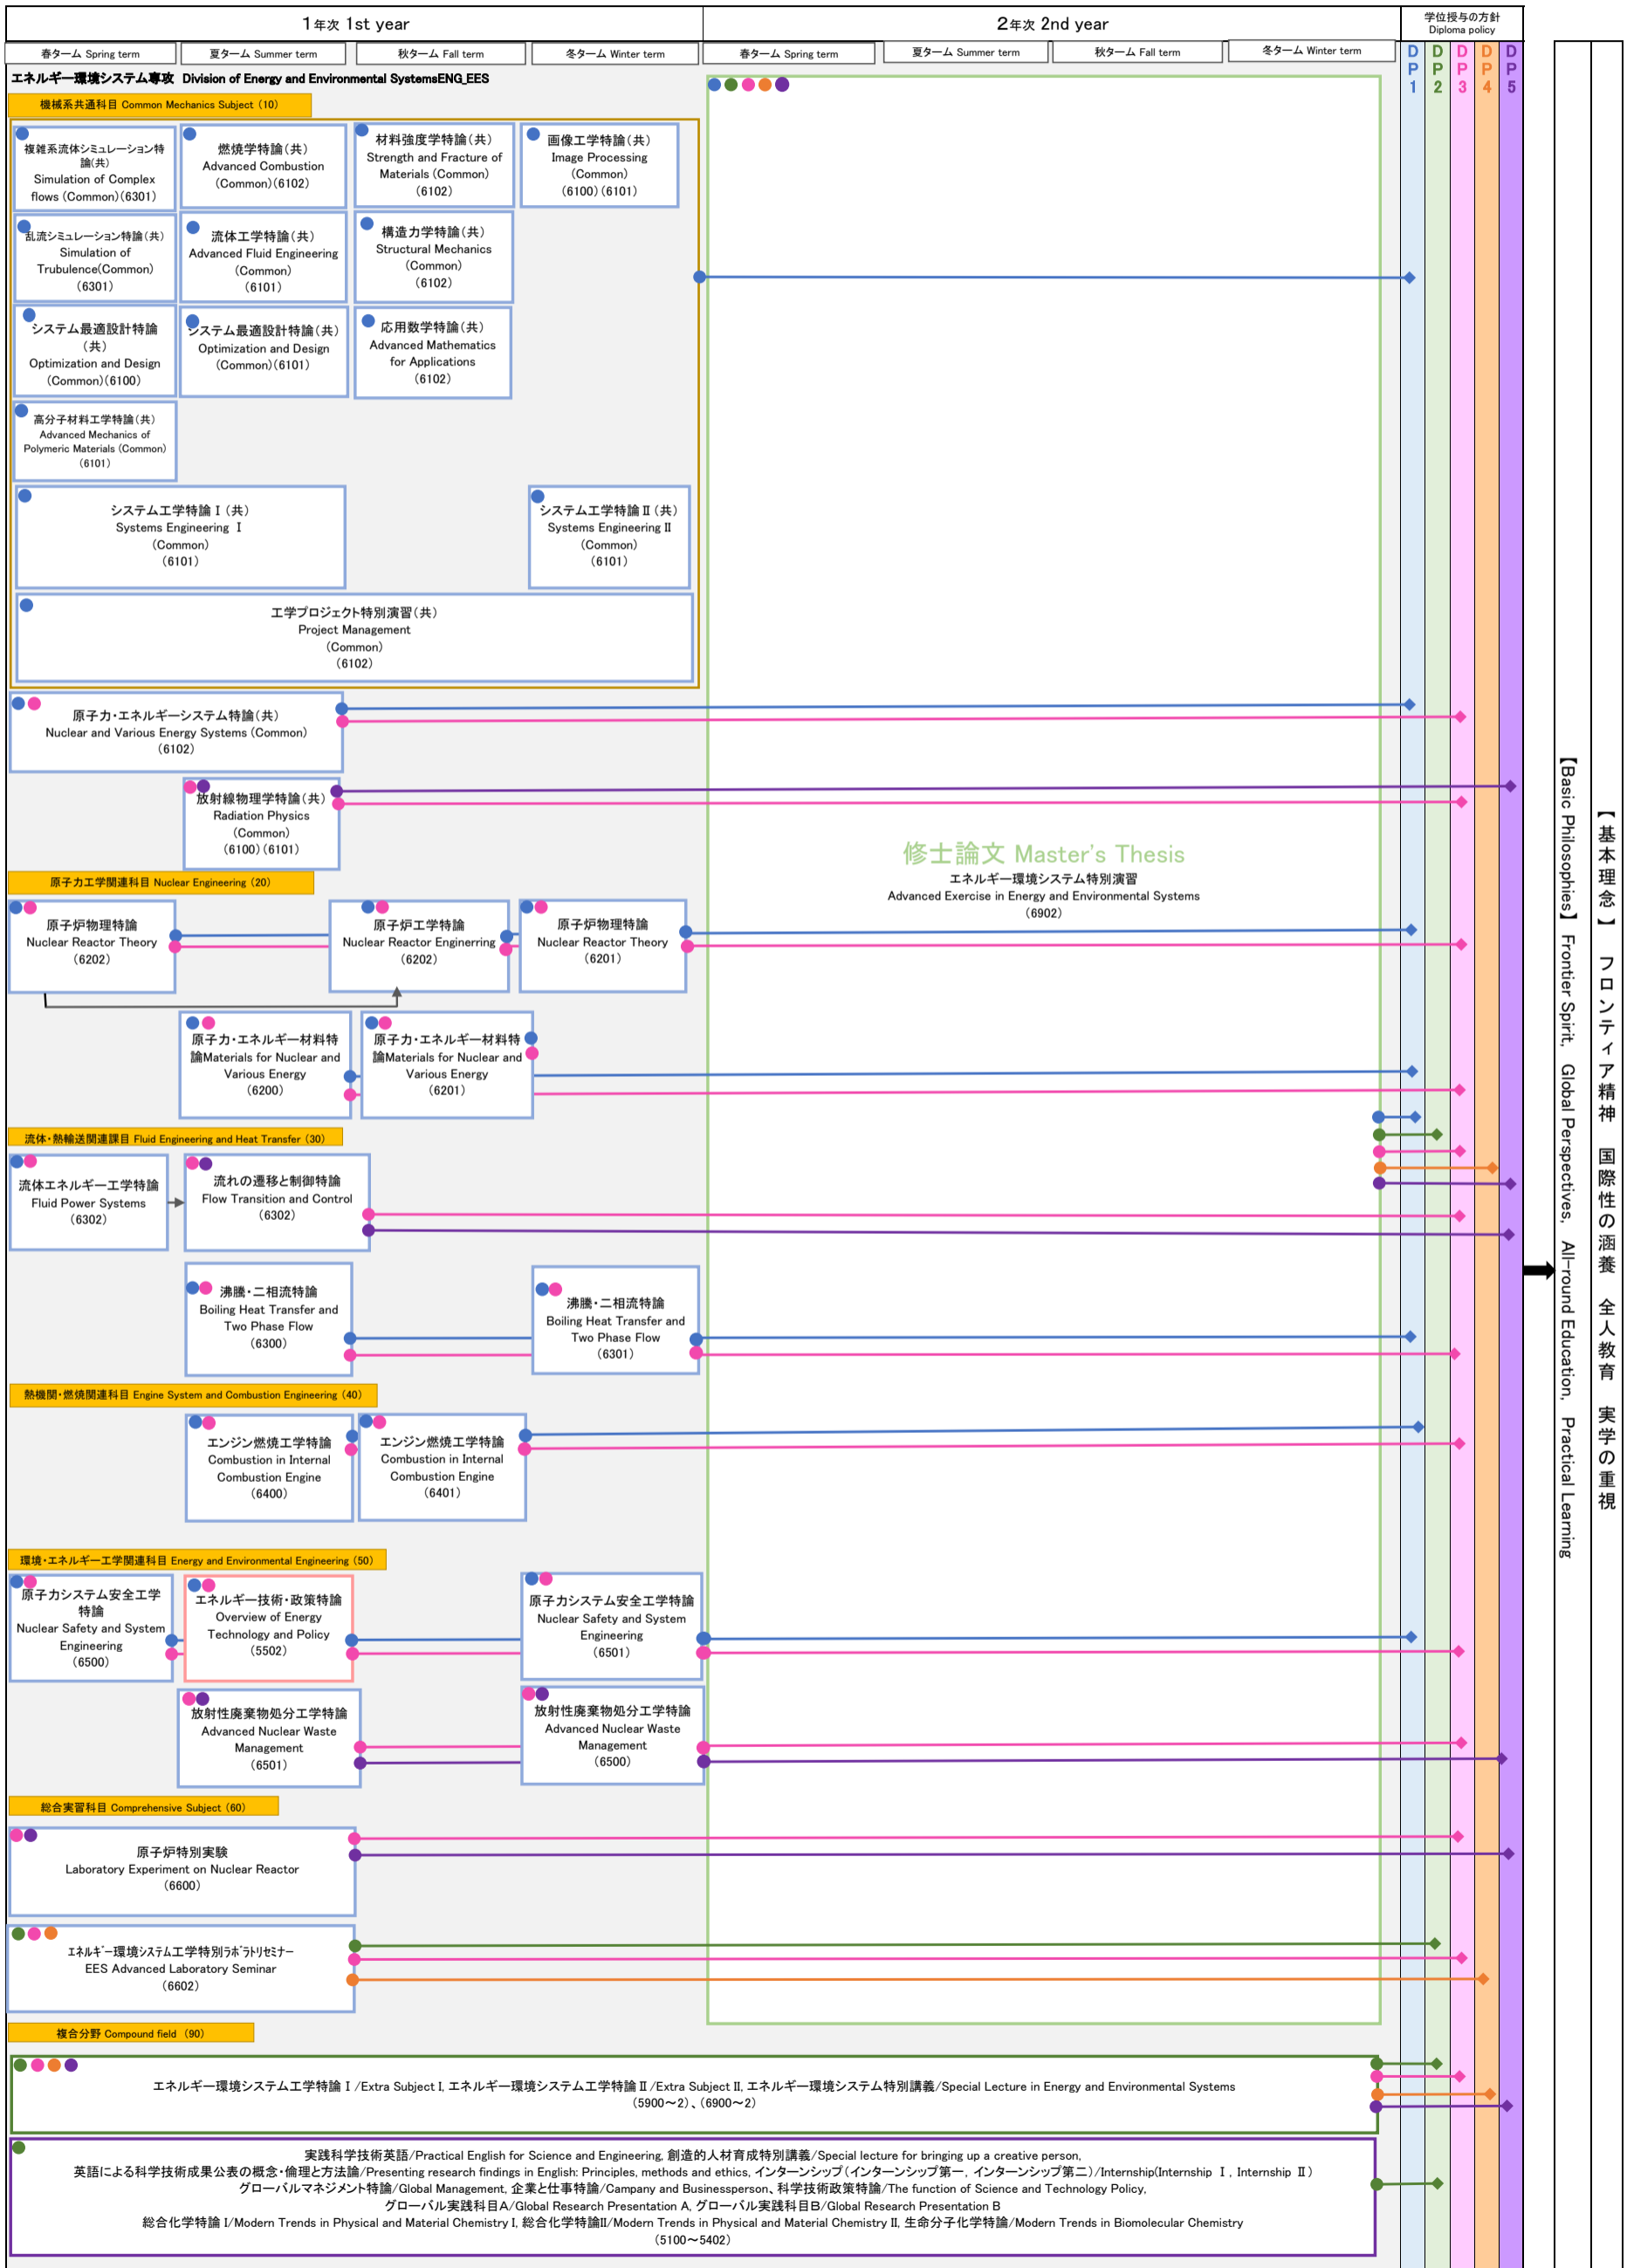 1年次 1st year
2年次 2nd year
学位授与の方針
Diploma policy
春ターム Spring term
夏ターム Summer term
秋ターム Fall term
冬ターム Winter term
春ターム Spring term
夏ターム Summer term
秋ターム Fall term
冬ターム Winter term
DP1
DP2
DP3
DP4
DP5
エネルギー環境システム専攻 Division of Energy and Environmental SystemsENG_EES
機械系共通科目 Common Mechanics Subject (10)
複雑系流体シミュレーション特
論(共)
Simulation of Complex
flows (Common)(6301)
燃焼学特論(共)
Advanced Combustion
(Common)(6102)
材料強度学特論(共)
Strength and Fracture of
Materials (Common)
(6102)
画像工学特論(共)
Image Processing
(Common)
(6100)(6101)
乱流シミュレーション特論(共)
Simulation of
Trubulence(Common)
(6301)
流体工学特論(共)
Advanced Fluid Engineering
(Common)
(6101)
構造力学特論(共)
Structural Mechanics
(Common)
(6102)
システム最適設計特論
(共)
Optimization and Design
(Common)(6100)
システム最適設計特論(共)
Optimization and Design
(Common)(6101)
応用数学特論(共)
Advanced Mathematics
for Applications
(6102)
高分子材料工学特論(共)
Advanced Mechanics of
Polymeric Materials (Common)
(6101)
システム工学特論Ⅰ(共)
Systems Engineering Ⅰ
(Common)
(6101)
システム工学特論Ⅱ(共)
Systems Engineering Ⅱ
(Common)
(6101)
工学プロジェクト特別演習(共)
Project Management
(Common)
(6102)
原子力・エネルギーシステム特論(共)
Nuclear and Various Energy Systems (Common)
(6102)
放射線物理学特論(共)
Radiation Physics
(Common)
(6100)(6101)
修士論文 Master's Thesis
エネルギー環境システム特別演習
Advanced Exercise in Energy and Environmental Systems
(6902)
原子力工学関連科目 Nuclear Engineering (20)
原子炉物理特論
Nuclear Reactor Theory
(6202)
原子炉工学特論
Nuclear Reactor Enginerring
(6202)
原子炉物理特論
Nuclear Reactor Theory
(6201)
原子力・エネルギー材料特
論Materials for Nuclear and
Various Energy
(6200)
原子力・エネルギー材料特
論Materials for Nuclear and
Various Energy
(6201)
流体・熱輸送関連課目 Fluid Engineering and Heat Transfer (30)
流体エネルギー工学特論
Fluid Power Systems
(6302)
流れの遷移と制御特論
Flow Transition and Control
(6302)
沸騰・二相流特論
Boiling Heat Transfer and
Two Phase Flow
(6300)
沸騰・二相流特論
Boiling Heat Transfer and
Two Phase Flow
(6301)
熱機関・燃焼関連科目 Engine System and Combustion Engineering (40)
エンジン燃焼工学特論
Combustion in Internal
Combustion Engine
(6400)
エンジン燃焼工学特論
Combustion in Internal
Combustion Engine
(6401)
環境・エネルギー工学関連科目 Energy and Environmental Engineering (50)
原子力システム安全工学
特論
Nuclear Safety and System
Engineering
(6500)
エネルギー技術・政策特論
Overview of Energy
Technology and Policy
(5502)
原子力システム安全工学特論
Nuclear Safety and System
Engineering
(6501)
放射性廃棄物処分工学特論
Advanced Nuclear Waste
Management
(6501)
放射性廃棄物処分工学特論
Advanced Nuclear Waste
Management
(6500)
総合実習科目 Comprehensive Subject (60)
原子炉特別実験
Laboratory Experiment on Nuclear Reactor
(6600)
ｴﾈﾙｷﾞｰ環境ｼｽﾃﾑ工学特別ﾗﾎﾞﾗﾄﾘｾﾐﾅｰ
EES Advanced Laboratory Seminar
(6602)
複合分野 Compound field (90)
エネルギー環境システム工学特論Ⅰ/Extra Subject I, エネルギー環境システム工学特論Ⅱ/Extra Subject II, エネルギー環境システム特別講義/Special Lecture in Energy and Environmental Systems
(5900～2)、(6900～2)
実践科学技術英語/Practical English for Science and Engineering, 創造的人材育成特別講義/Special lecture for bringing up a creative person,
英語による科学技術成果公表の概念・倫理と方法論/Presenting research findings in English: Principles, methods and ethics, インターンシップ(インターンシップ第一, インターンシップ第二)/Internship(Internship Ⅰ, Internship Ⅱ)
グローバルマネジメント特論/Global Management, 企業と仕事特論/Campany and Businessperson、科学技術政策特論/The function of Science and Technology Policy,
グローバル実践科目A/Global Research Presentation A, グローバル実践科目B/Global Research Presentation B
総合化学特論 I/Modern Trends in Physical and Material Chemistry I, 総合化学特論II/Modern Trends in Physical and Material Chemistry II, 生命分子化学特論/Modern Trends in Biomolecular Chemistry
(5100～5402)
【Basic Philosophies】 Frontier Spirit, Global Perspectives, All-round Education, Practical Learning
【基本理念】 フロンティア精神 国際性の涵養 全人教育 実学の重視